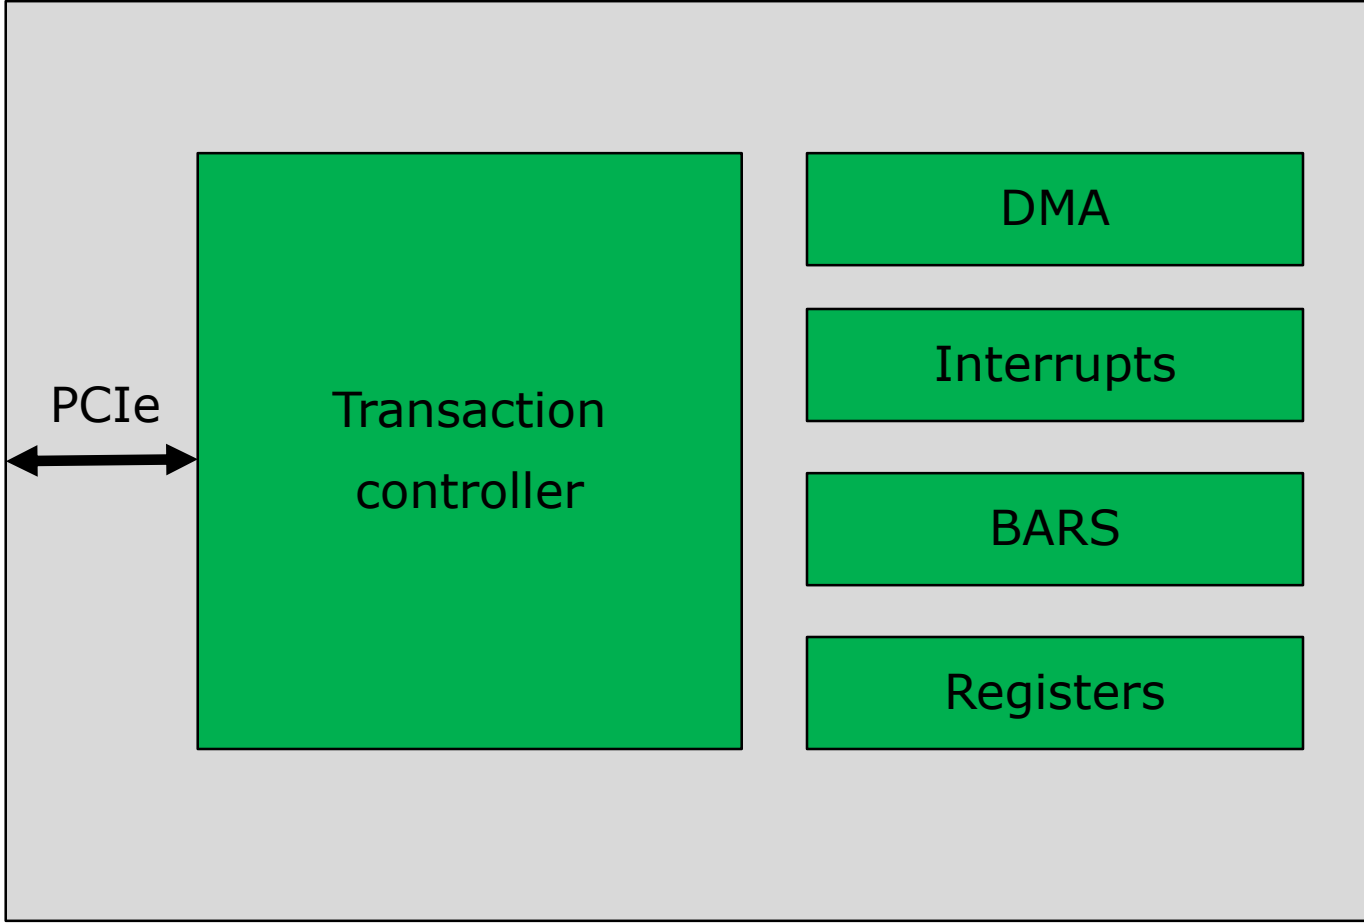 PCIe
Transaction
controller
DMA
Interrupts
BARS
Registers